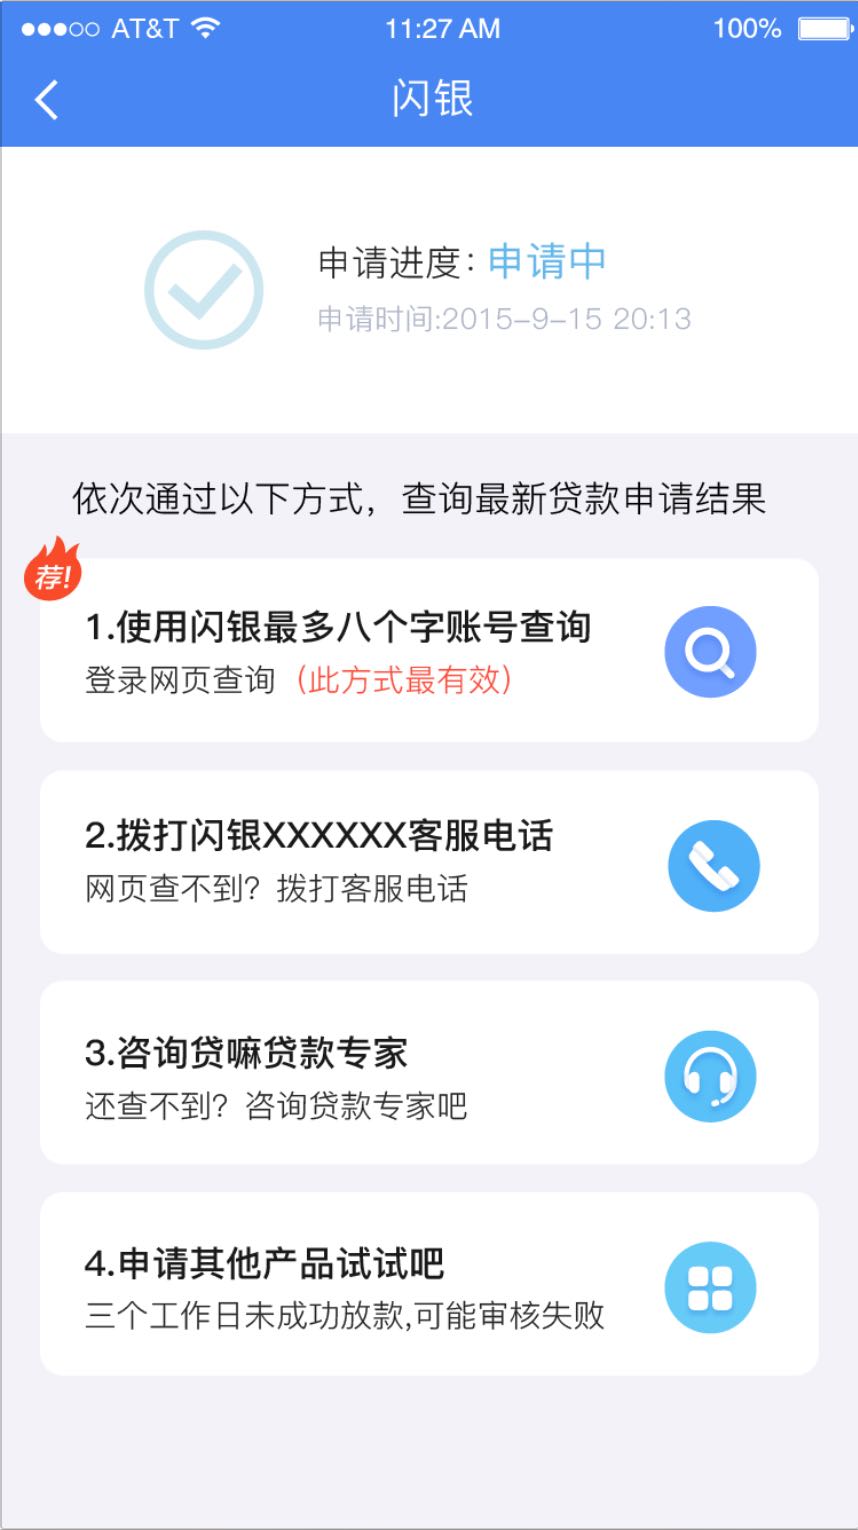 AT&T 11:27 AM 100%
闪银
申请进度：申请中
申请时间:2015-9-15 20:13
依次通过以下方式，查询最新贷款申请结果
荐!
1.使用闪银最多八个字账号查询
登录网页查询（此方式最有效）
2.拨打闪银XXXXXX客服电话
网页查不到？拨打客服电话
3.咨询贷嘛贷款专家
还查不到？咨询贷款专家吧
4.申请其他产品试试吧
三个工作日未成功放款,可能审核失败